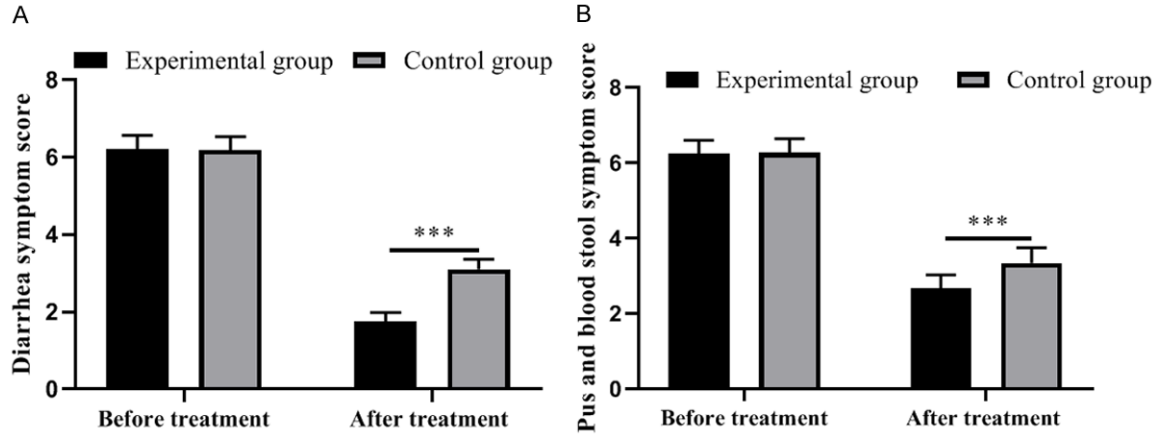 A
Experimental group Control group
Diarrhea symptom score
8
6
4
2
0
***
Before treatment After treatment
B
Experimental group Control group
Pus and blood stool symptom score
8
6
4
2
0
***
Before treatment After treatment